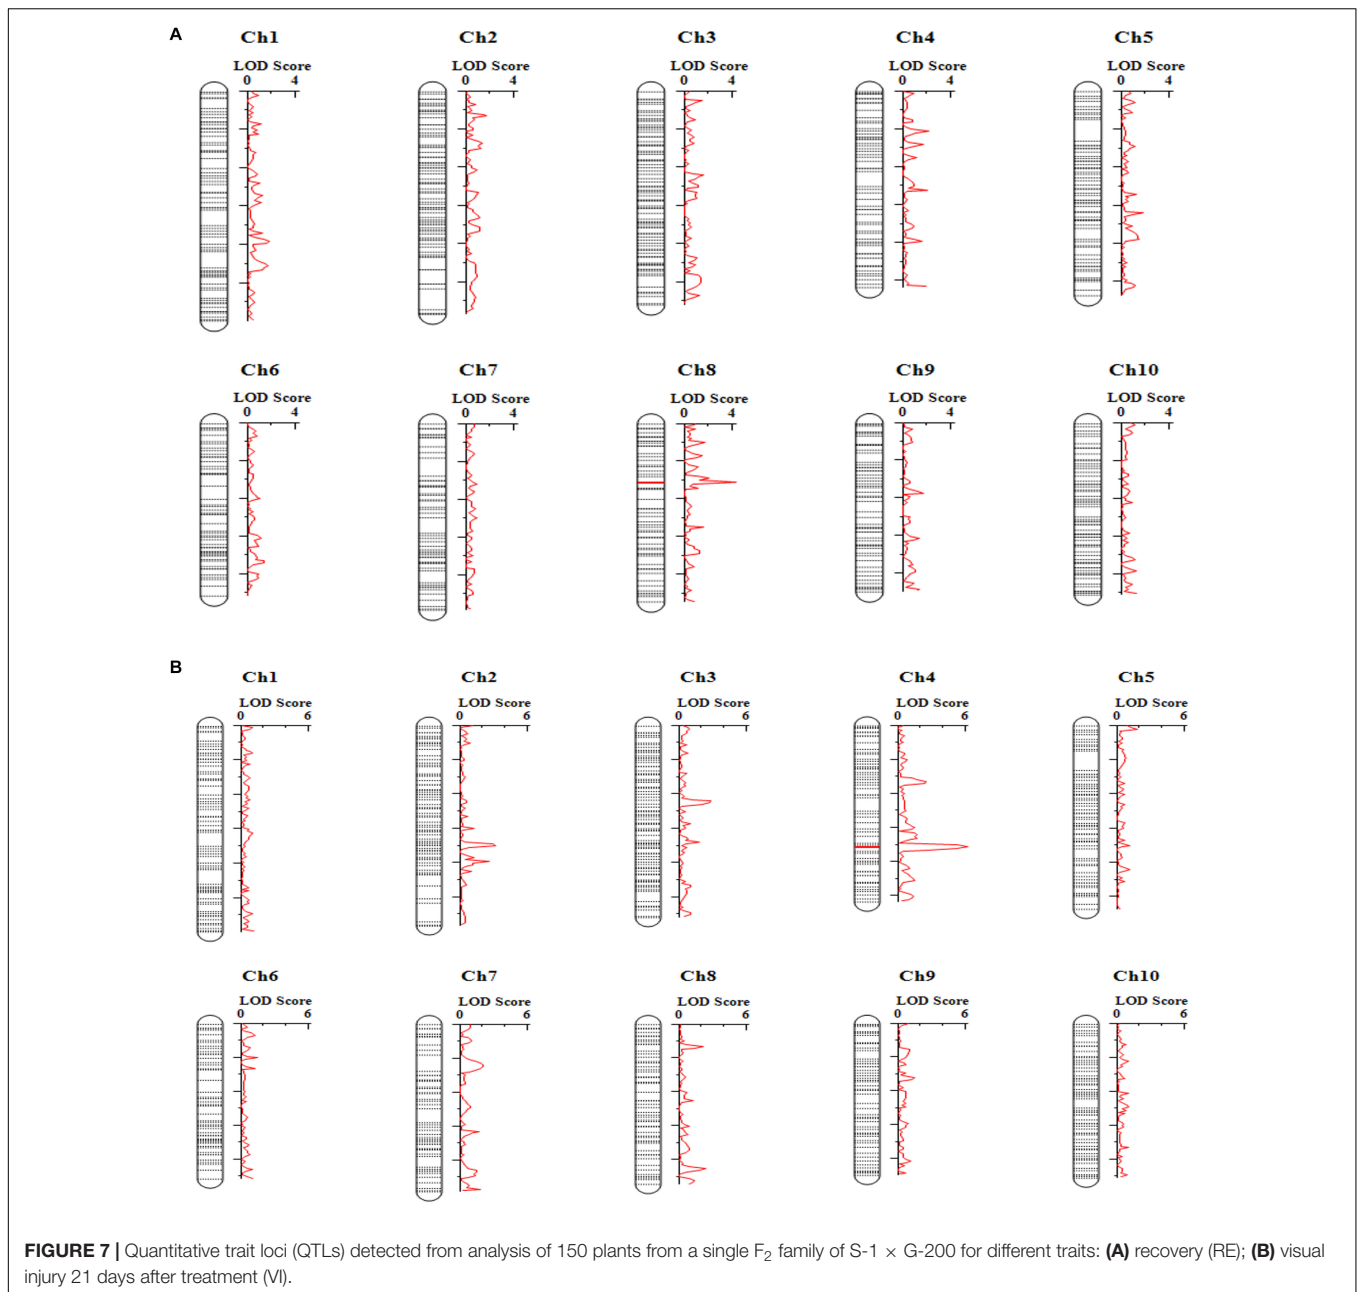 A
Ch1 Ch2 Ch3 Ch4 Ch5
LOD Score LOD Score LOD Score LOD Score LOD Score
0 4 0 4 0 4 0 4 0 4
Ch6 Ch7 Ch8 Ch9 Ch10
LOD Score LOD Score LOD Score LOD Score LOD Score
0 4 0 4 0 4 0 4 0 4
B
Ch1 Ch2 Ch3 Ch4 Ch5
LOD Score LOD Score LOD Score LOD Score LOD Score
0 6 0 6 0 6 0 6 0 6
Ch6 Ch7 Ch8 Ch9 Ch10
LOD Score LOD Score LOD Score LOD Score LOD Score
0 6 0 6 0 6 0 6 0 6
FIGURE 7 | Quantitative trait loci (QTLs) detected from analysis of 150 plants from a single F2 family of S-1 × G-200 for different traits: (A) recovery (RE); (B) visual
injury 21 days after treatment (VI).